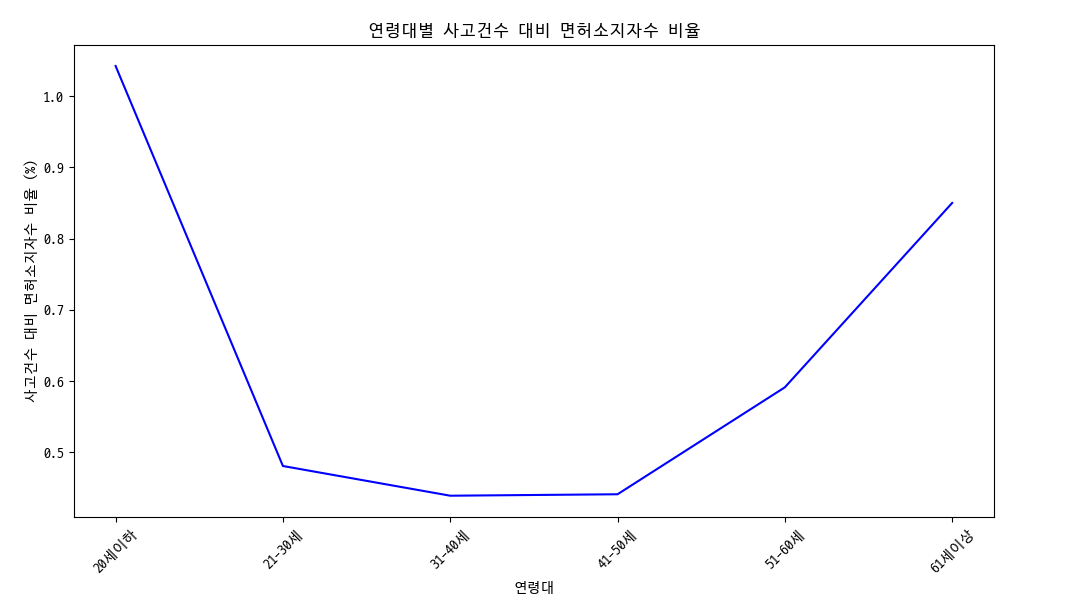 연령대별 사고건수 대비 면허소지자수 비율
사고건수 대비 면허소지자수 비율 (%)
1.0
0.9
0.8
0.7
0.6
0.5
20세이하
21-30세
31-40세
41-50세
51-60세
61세이상
연령대